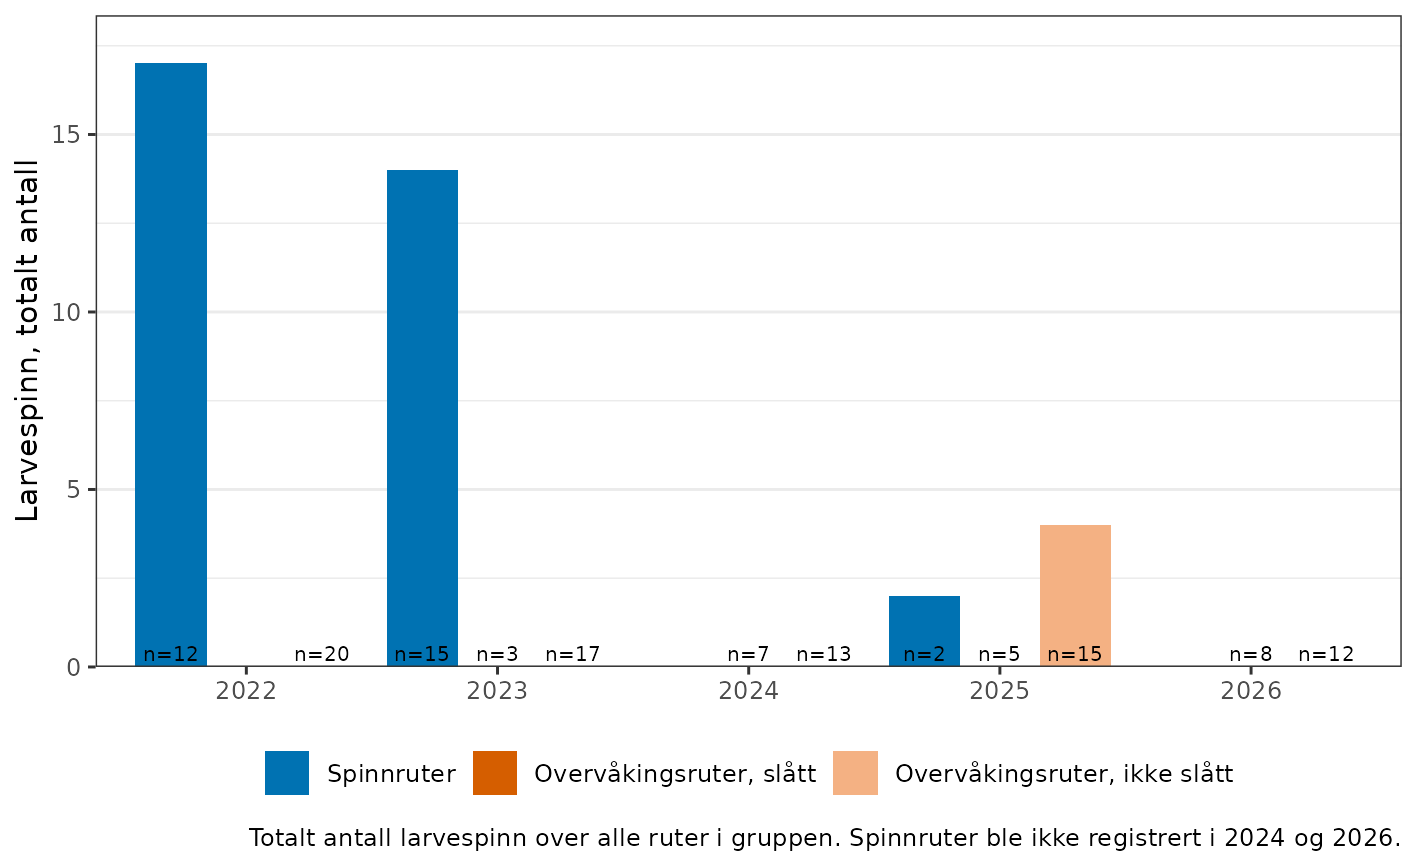 Larvespinn, totalt antall
15
10
5
0
n=12 n=20 n=15 n=3 n=17 n=7 n=13 n=2 n=5 n=15 n=8 n=12
2022 2023 2024 2025 2026
Spinnruter Overvåkingsruter, slått Overvåkingsruter, ikke slått
Totalt antall larvespinn over alle ruter i gruppen. Spinnruter ble ikke registrert i 2024 og 2026.